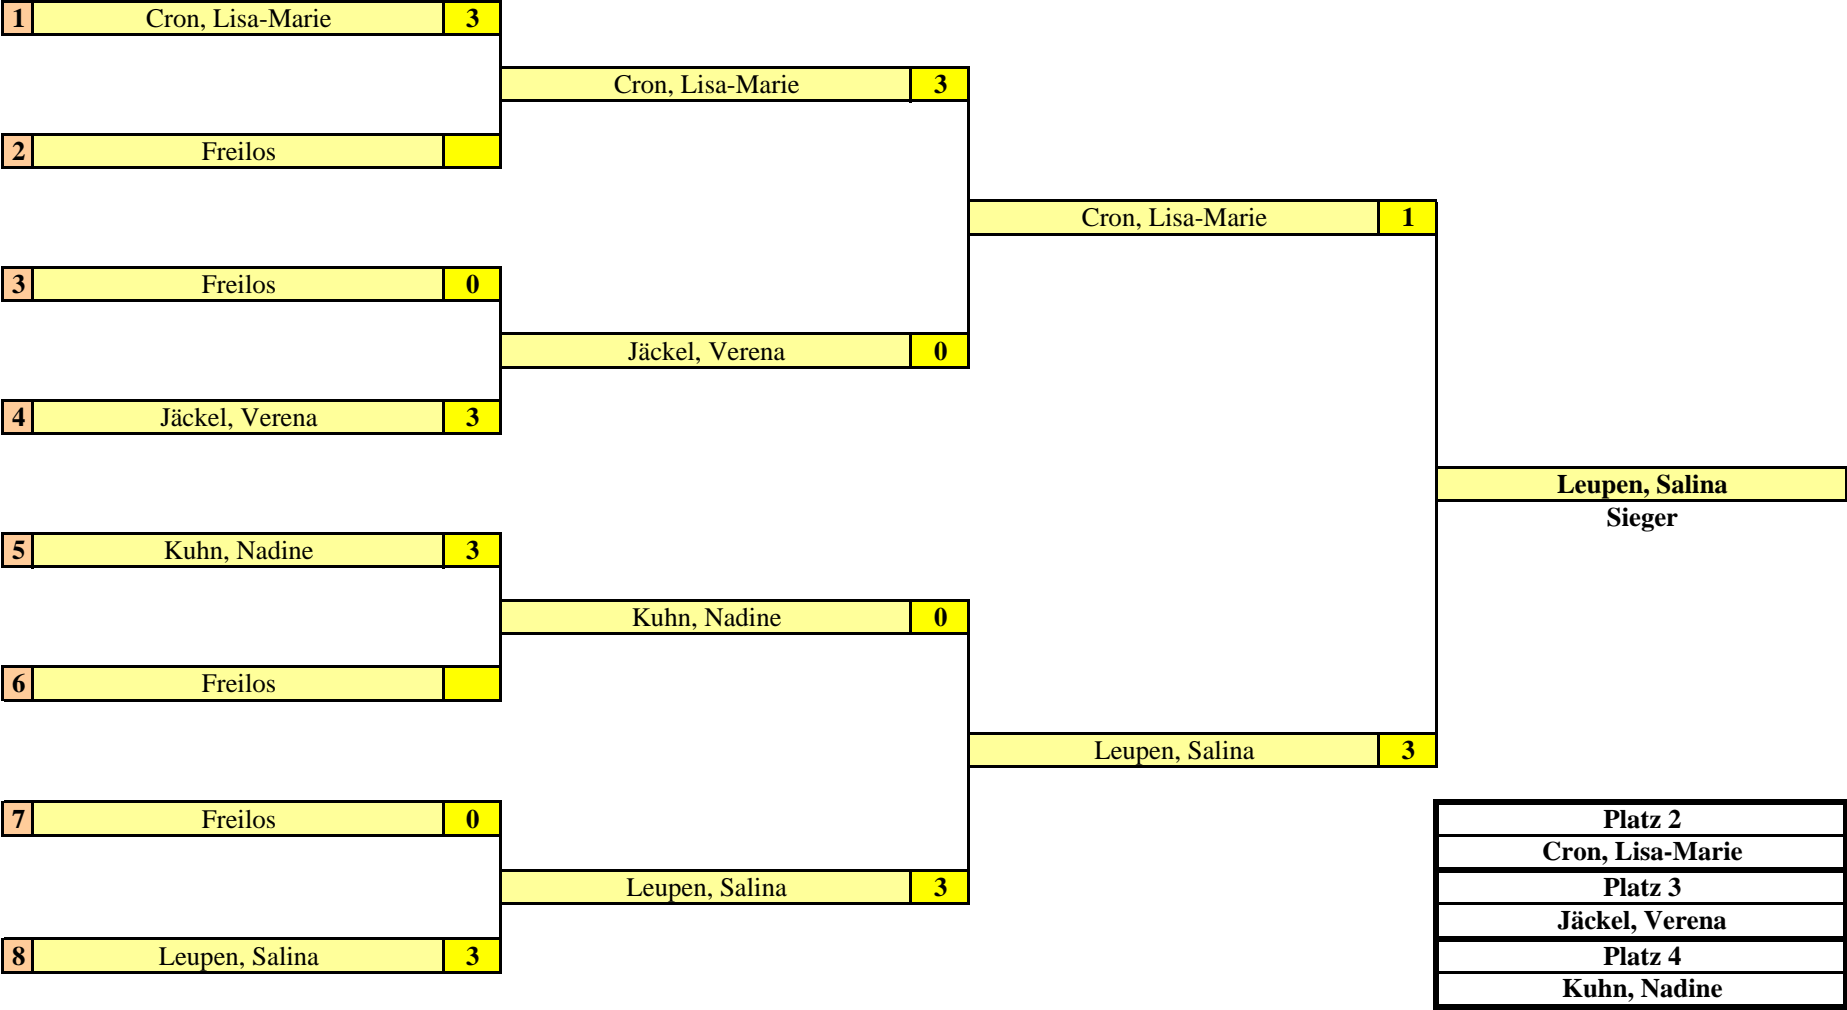 1 Cron, Lisa-Marie 3
Cron, Lisa-Marie 3
2 Freilos
Cron, Lisa-Marie 1
3 Freilos 0
Jäckel, Verena 0
4 Jäckel, Verena 3
Leupen, Salina
Sieger
5 Kuhn, Nadine 3
Kuhn, Nadine 0
6 Freilos
Leupen, Salina 3
7 Freilos 0
Platz 2
Cron, Lisa-Marie
Leupen, Salina 3
Platz 3
Jäckel, Verena
8 Leupen, Salina 3
Platz 4
Kuhn, Nadine